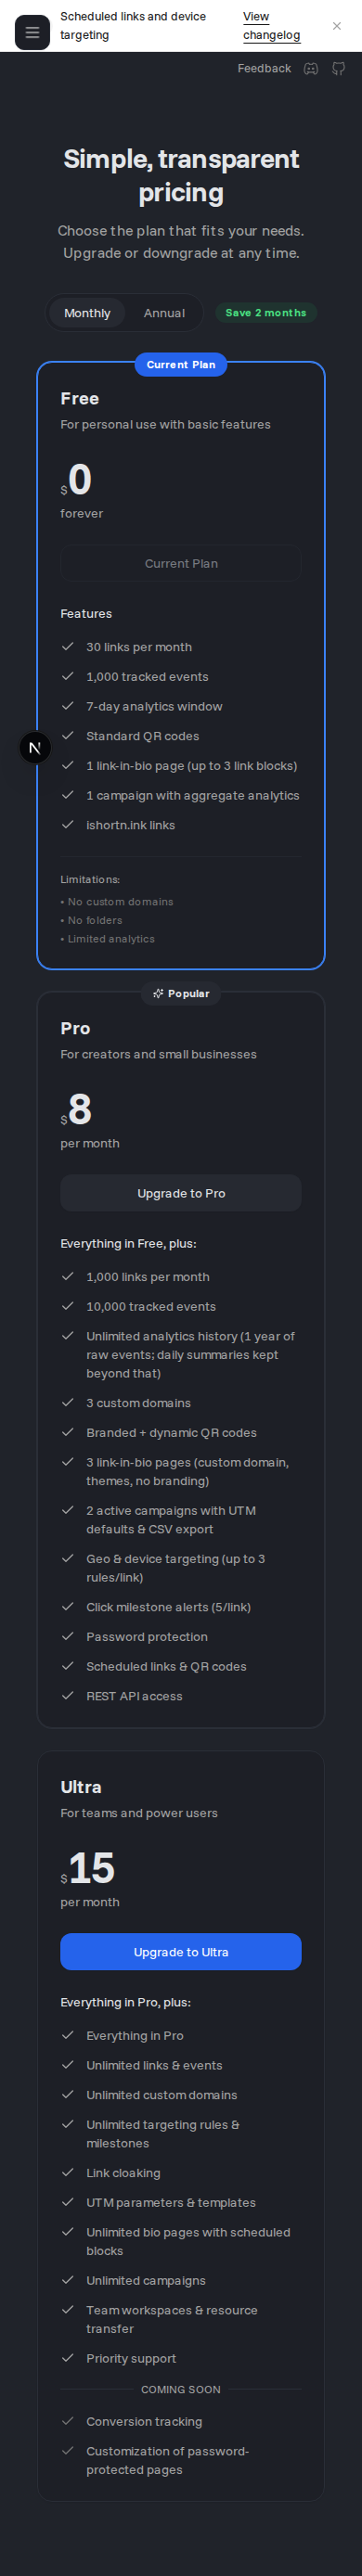 Scheduled links and device
targeting
View
changelog
Feedback
Simple, transparent
pricing
Choose the plan that fits your needs.
Upgrade or downgrade at any time.
Monthly
Annual
Save 2 months
Current Plan
Free
For personal use with basic features
$0
forever
Current Plan
Features
30 links per month
1,000 tracked events
7-day analytics window
Standard QR codes
1 link-in-bio page (up to 3 link blocks)
1 campaign with aggregate analytics
ishortn.ink links
Limitations:
• No custom domains
• No folders
• Limited analytics
Popular
Pro
For creators and small businesses
$8
per month
Upgrade to Pro
Everything in Free, plus:
1,000 links per month
10,000 tracked events
Unlimited analytics history (1 year of
raw events; daily summaries kept
beyond that)
3 custom domains
Branded + dynamic QR codes
3 link-in-bio pages (custom domain,
themes, no branding)
2 active campaigns with UTM
defaults & CSV export
Geo & device targeting (up to 3
rules/link)
Click milestone alerts (5/link)
Password protection
Scheduled links & QR codes
REST API access
Ultra
For teams and power users
$15
per month
Upgrade to Ultra
Everything in Pro, plus:
Everything in Pro
Unlimited links & events
Unlimited custom domains
Unlimited targeting rules &
milestones
Link cloaking
UTM parameters & templates
Unlimited bio pages with scheduled
blocks
Unlimited campaigns
Team workspaces & resource
transfer
Priority support
COMING SOON
Conversion tracking
Customization of password-
protected pages